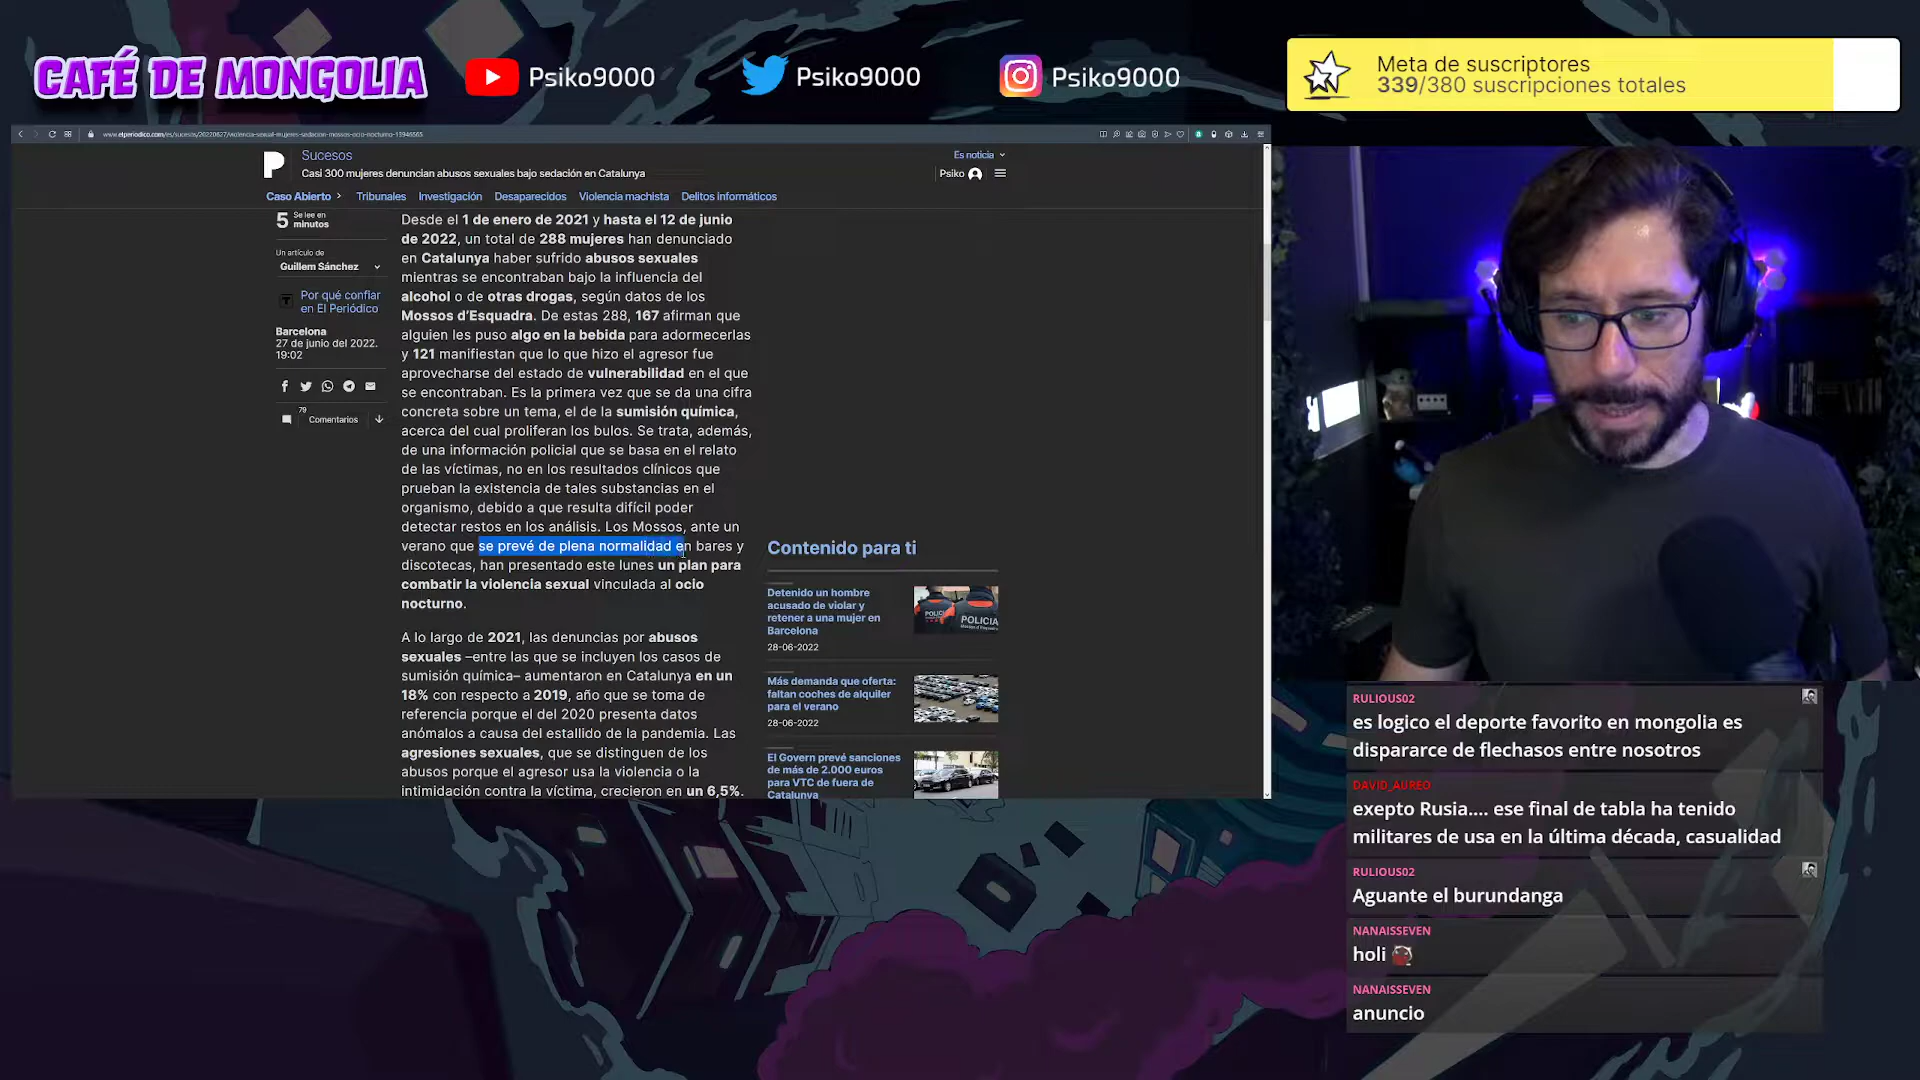 CAFÉ DE MONGOLIA
Psiko9000
Psiko9000
Psiko9000
Meta de suscriptores
339/380 suscripciones totales
www.elperiodico.com/es/sucesos/20220627/violencia-sexual-mujeres-sedacion-mossos-ocio-nocturno-13946565
Sucesos
Casi 300 mujeres denuncian abusos sexuales bajo sedación en Catalunya
Es noticia
Psiko
Caso Abierto > Tribunales Investigación Desaparecidos Violencia machista Delitos informáticos
5 Se lee en
minutos
Un artículo de
Guillem Sánchez
Por qué confiar
en El Periódico
Barcelona
27 de junio del 2022.
19:02
79
Comentarios
Desde el 1 de enero de 2021 y hasta el 12 de junio
de 2022, un total de 288 mujeres han denunciado
en Catalunya haber sufrido abusos sexuales
mientras se encontraban bajo la influencia del
alcohol o de otras drogas, según datos de los
Mossos d'Esquadra. De estas 288, 167 afirman que
alguien les puso algo en la bebida para adormecerlas
y 121 manifiestan que lo que hizo el agresor fue
aprovecharse del estado de vulnerabilidad en el que
se encontraban. Es la primera vez que se da una cifra
concreta sobre un tema, el de la sumisión química,
acerca del cual proliferan los bulos. Se trata, además,
de una información policial que se basa en el relato
de las víctimas, no en los resultados clínicos que
prueban la existencia de tales substancias en el
organismo, debido a que resulta difícil poder
detectar restos en los análisis. Los Mossos, ante un
verano que se prevé de plena normalidad en bares y
discotecas, han presentado este lunes un plan para
combatir la violencia sexual vinculada al ocio
nocturno.
A lo largo de 2021, las denuncias por abusos
sexuales –entre las que se incluyen los casos de
sumisión química– aumentaron en Catalunya en un
18% con respecto a 2019, año que se toma de
referencia porque el del 2020 presenta datos
anómalos a causa del estallido de la pandemia. Las
agresiones sexuales, que se distinguen de los
abusos porque el agresor usa la violencia o la
intimidación contra la víctima, crecieron en un 6,5%.
Contenido para ti
Detenido un hombre
acusado de violar y
retener a una mujer en
Barcelona
28-06-2022
POLICIA
Más demanda que oferta:
faltan coches de alquiler
para el verano
28-06-2022
El Govern prevé sanciones
de más de 2.000 euros
para VTC de fuera de
Catalunya
RULIOUS02
es logico el deporte favorito en mongolia es
dispararce de flechasos entre nosotros
DAVID_AUREO
exepto Rusia.... ese final de tabla ha tenido
militares de usa en la última década, casualidad
RULIOUS02
Aguante el burundanga
NANAISSEVEN
holi
NANAISSEVEN
anuncio